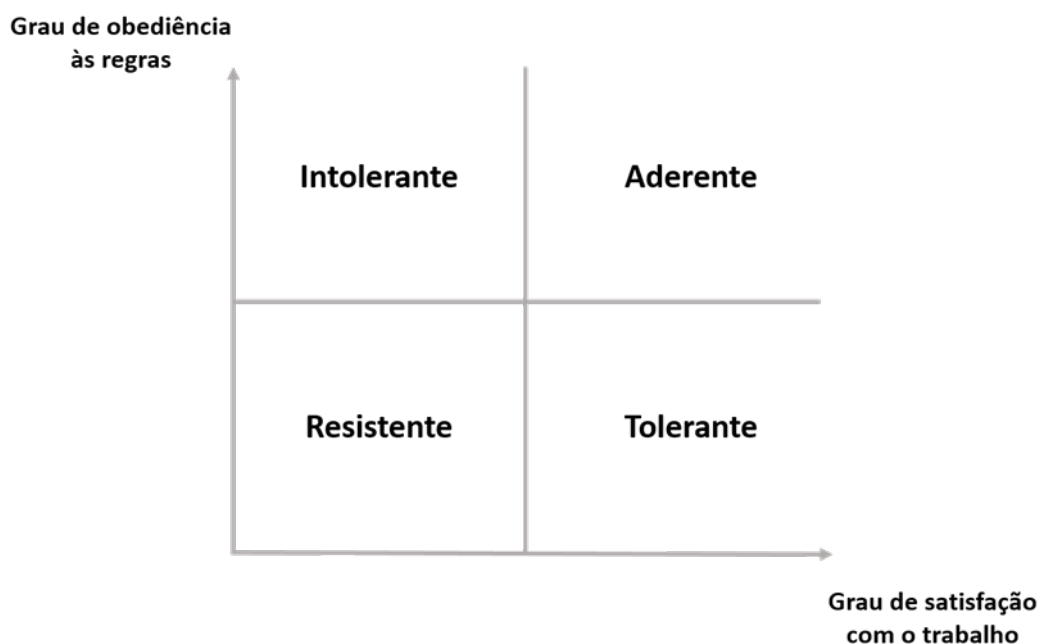 Grau de obediência
às regras
Intolerante
Aderente
Resistente
Tolerante
Grau de satisfação
com o trabalho